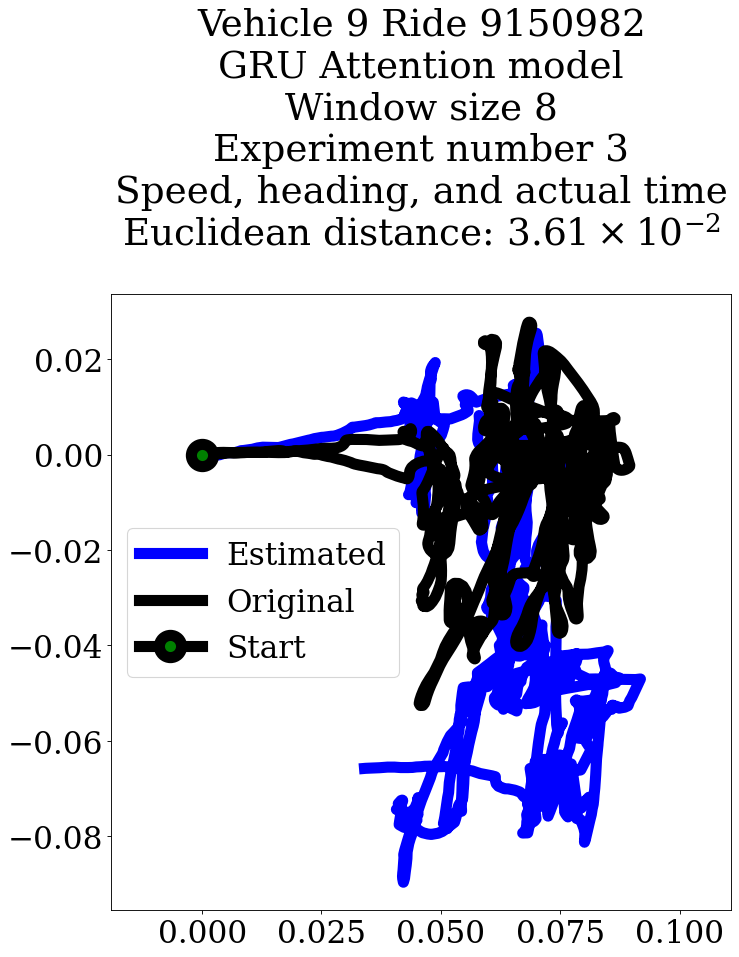 Vehicle 9 Ride 9150982
GRU Attention model
Window size 8
Experiment number 3
Speed, heading, and actual time
Euclidean distance: 3.61 × 10⁻²
0.02
0.00
−0.02
−0.04
−0.06
−0.08
Estimated
Original
Start
0.000 0.025 0.050 0.075 0.100